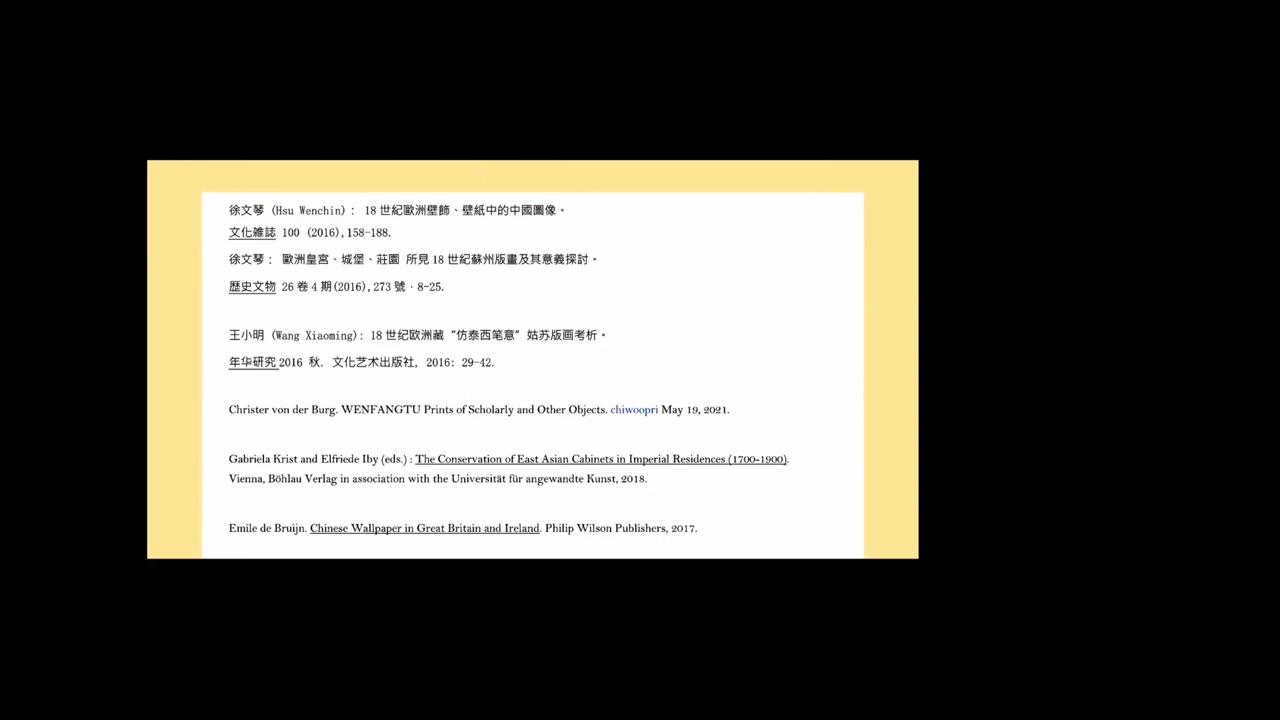 徐文琴 (Hsu Wenchin) : 18 世紀歐洲壁飾、壁紙中的中國圖像。
文化雑誌 100 (2016), 158-188.
徐文琴 : 歐洲皇宮、城堡、莊園 所見 18 世紀蘇州版畫及其意義探討。
歷史文物 26 卷 4 期(2016), 273 號 · 8-25.
王小明 (Wang Xiaoming): 18 世纪欧洲藏 “仿泰西笔意” 姑苏版画考析。
年华研究 2016 秋. 文化艺术出版社, 2016: 29-42.
Christer von der Burg. WENFANGTU Prints of Scholarly and Other Objects. chiwoopri May 19, 2021.
Gabriela Krist and Elfriede Iby (eds.) : The Conservation of East Asian Cabinets in Imperial Residences (1700-1900).
Vienna, Böhlau Verlag in association with the Universität für angewandte Kunst, 2018.
Emile de Bruijn. Chinese Wallpaper in Great Britain and Ireland. Philip Wilson Publishers, 2017.